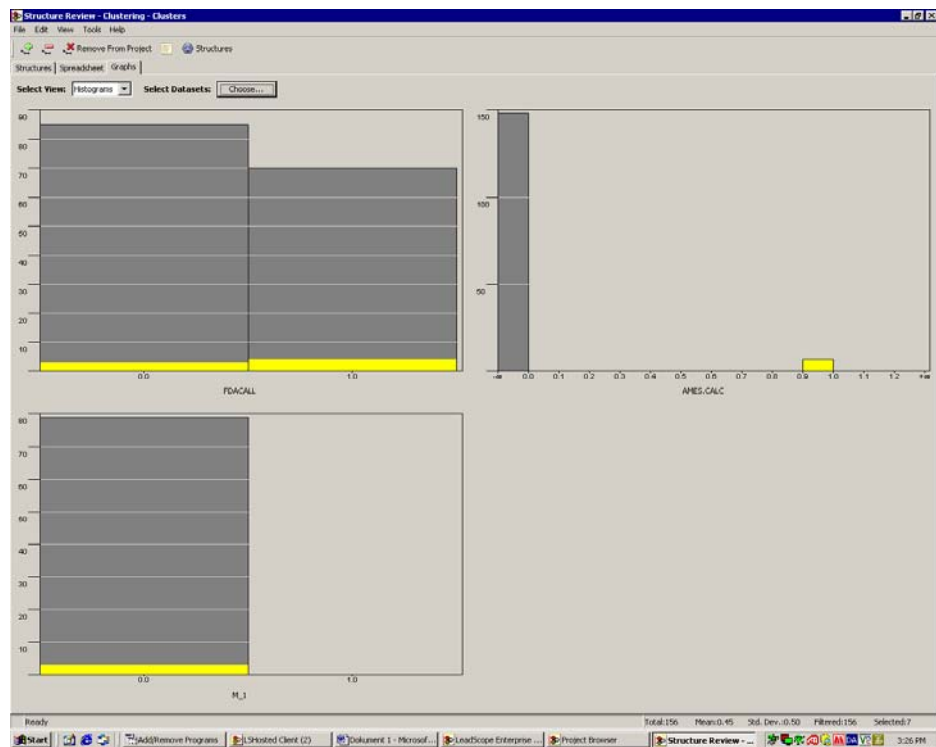 Structure Review - Clustering - Clusters
File Edit View Tools Help
Remove From Project Structures
Structures Spreadsheet Graphs
Select View: Histograms Select Datasets: Choose...
90
80
70
60
50
40
30
20
10
0.0 1.0
FDACALL
150
100
50
-∞ 0.0 0.1 0.2 0.3 0.4 0.5 0.6 0.7 0.8 0.9 1.0 1.1 1.2 +∞
AMES.CALC
80
70
60
50
40
30
20
10
0.0 1.0
M_1
Ready Total:156 Mean:0.45 Std. Dev.:0.50 Filtered:156 Selected:7
Start Add/Remove Programs LSHosted Client (2) Dokument 1 - Microsof... LeadScope Enterprise ... Project Browser Structure Review - ... 3:26 PM